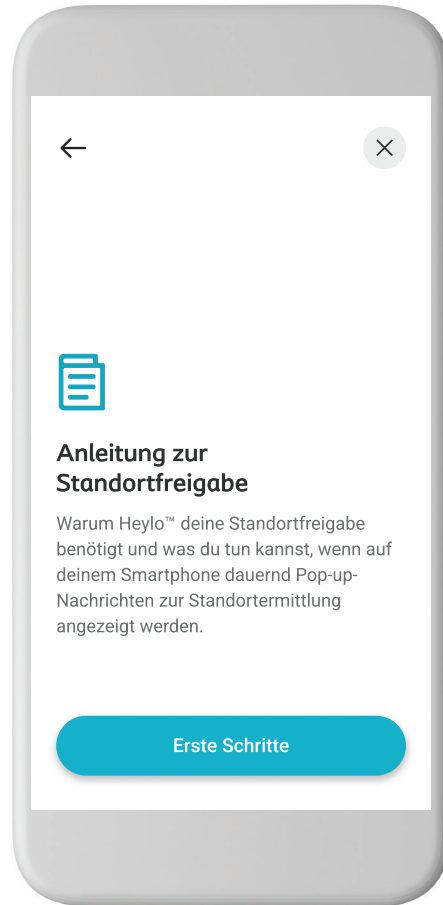 Anleitung zur
Standortfreigabe
Warum Heylo™ deine Standortfreigabe
benötigt und was du tun kannst, wenn auf
deinem Smartphone dauernd Pop-up-
Nachrichten zur Standortermittlung
angezeigt werden.
Erste Schritte